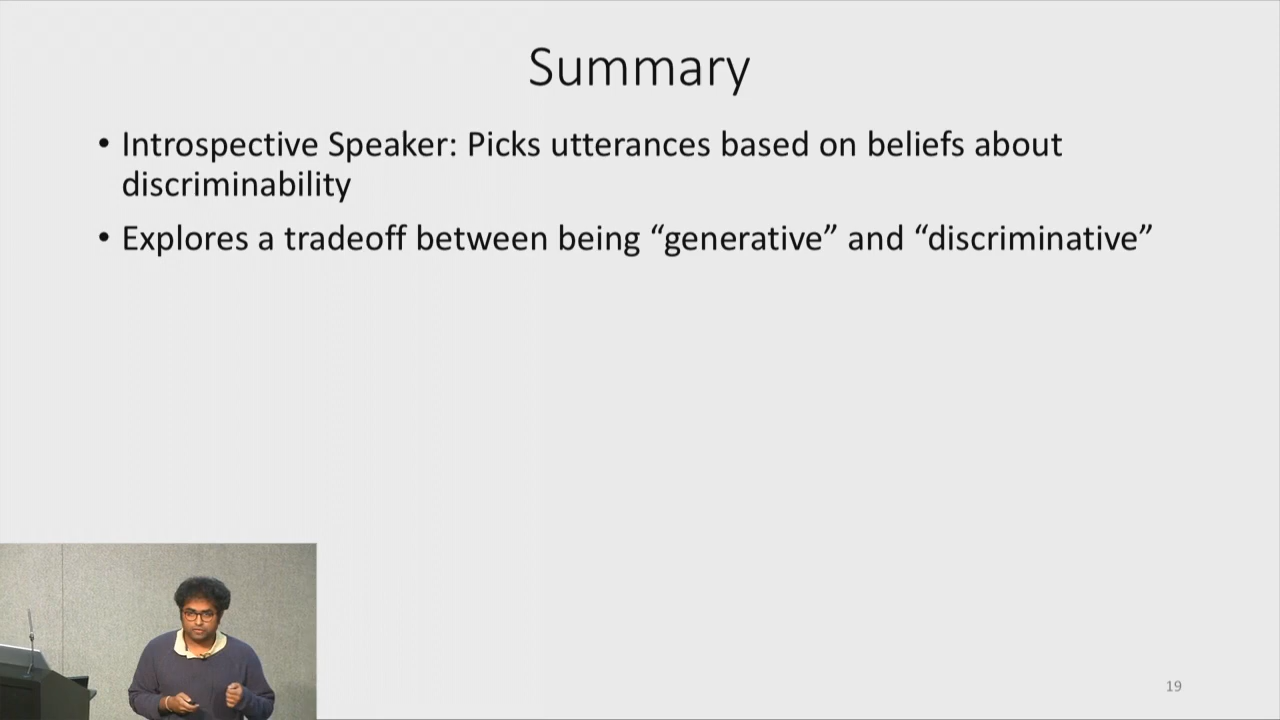 Summary
• Introspective Speaker: Picks utterances based on beliefs about
discriminability
• Explores a tradeoff between being “generative” and “discriminative”
19